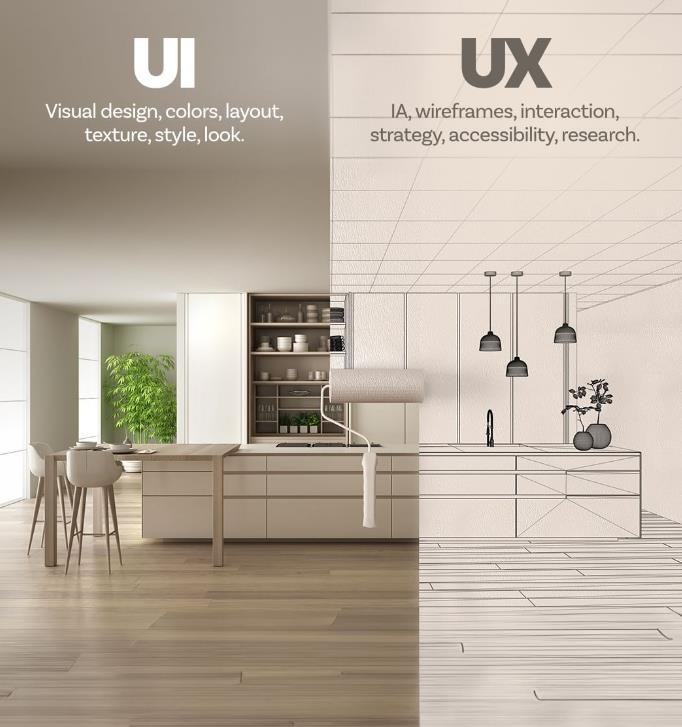 UI
Visual design, colors, layout,
texture, style, look.
UX
IA, wireframes, interaction,
strategy, accessibility, research.